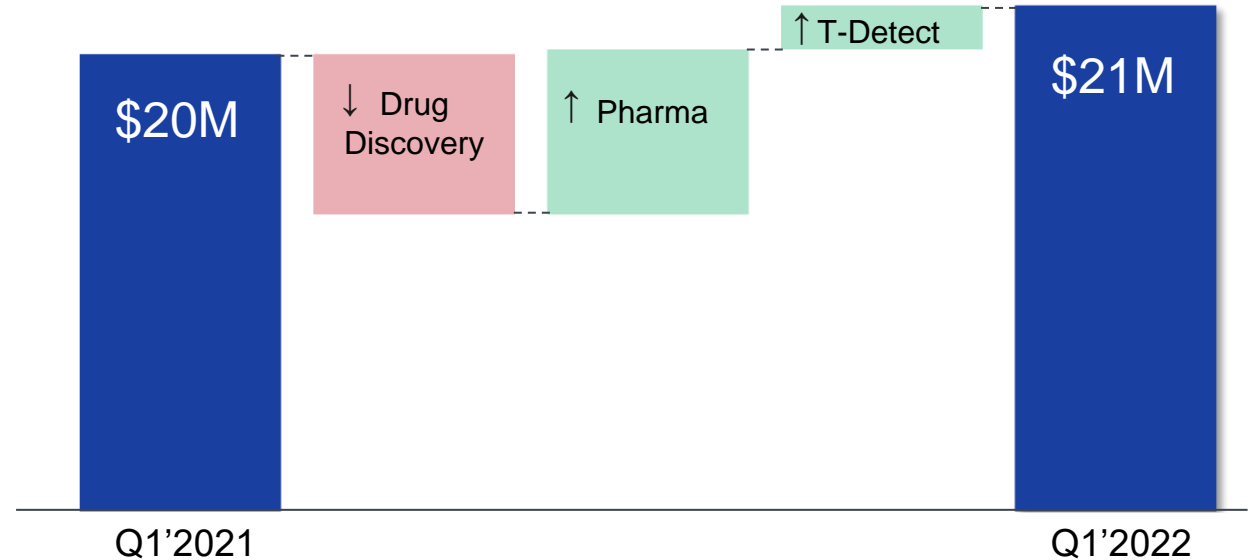 $20M
↓ Drug
Discovery
↑ Pharma
↑ T-Detect
$21M
Q1’2021
Q1’2022